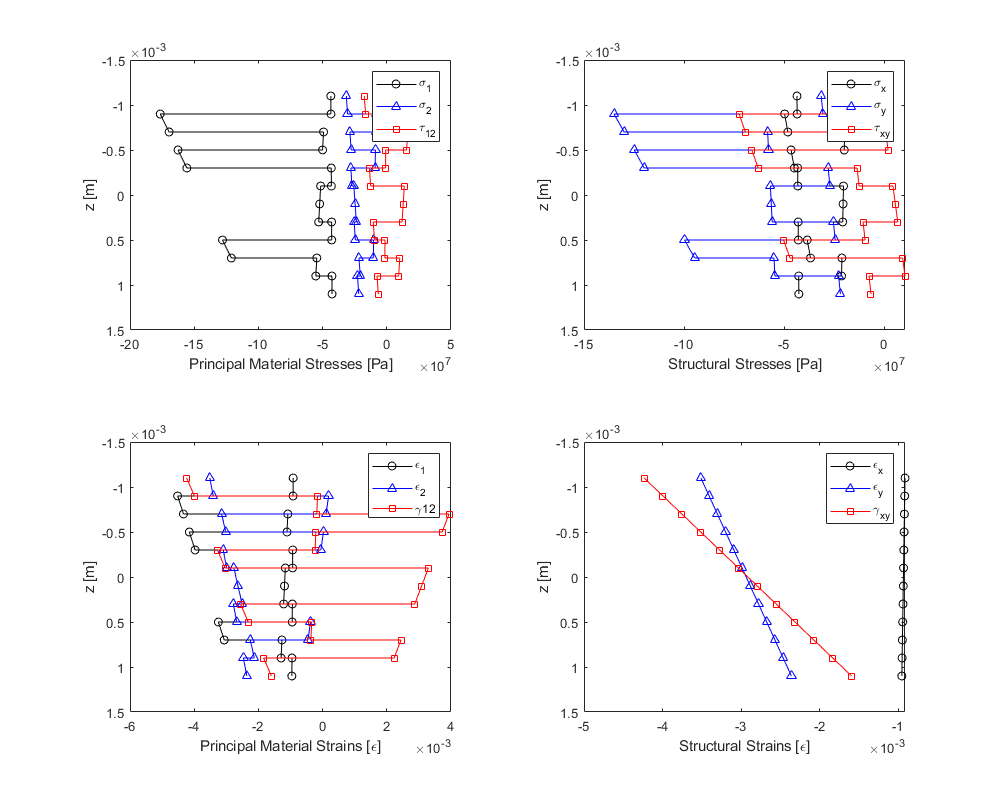 ×10⁻³
-1.5
-1
-0.5
0
0.5
1
1.5
z [m]
-20 -15 -10 -5 0 5
Principal Material Stresses [Pa]
×10⁷
σ₁
σ₂
τ₁₂
×10⁻³
-1.5
-1
-0.5
0
0.5
1
1.5
z [m]
-10 -5 0
Structural Stresses [Pa]
×10⁷
σₓ
σ_y
τ_xy
×10⁻³
-1.5
-1
-0.5
0
0.5
1
1.5
z [m]
-6 -4 -2 0 2 4
Principal Material Strains [ϵ]
×10⁻³
ϵ₁
ϵ₂
γ12
×10⁻³
-1.5
-1
-0.5
0
0.5
1
1.5
z [m]
-5 -4 -3 -2 -1
Structural Strains [ϵ]
×10⁻³
ϵₓ
ϵ_y
γ_xy